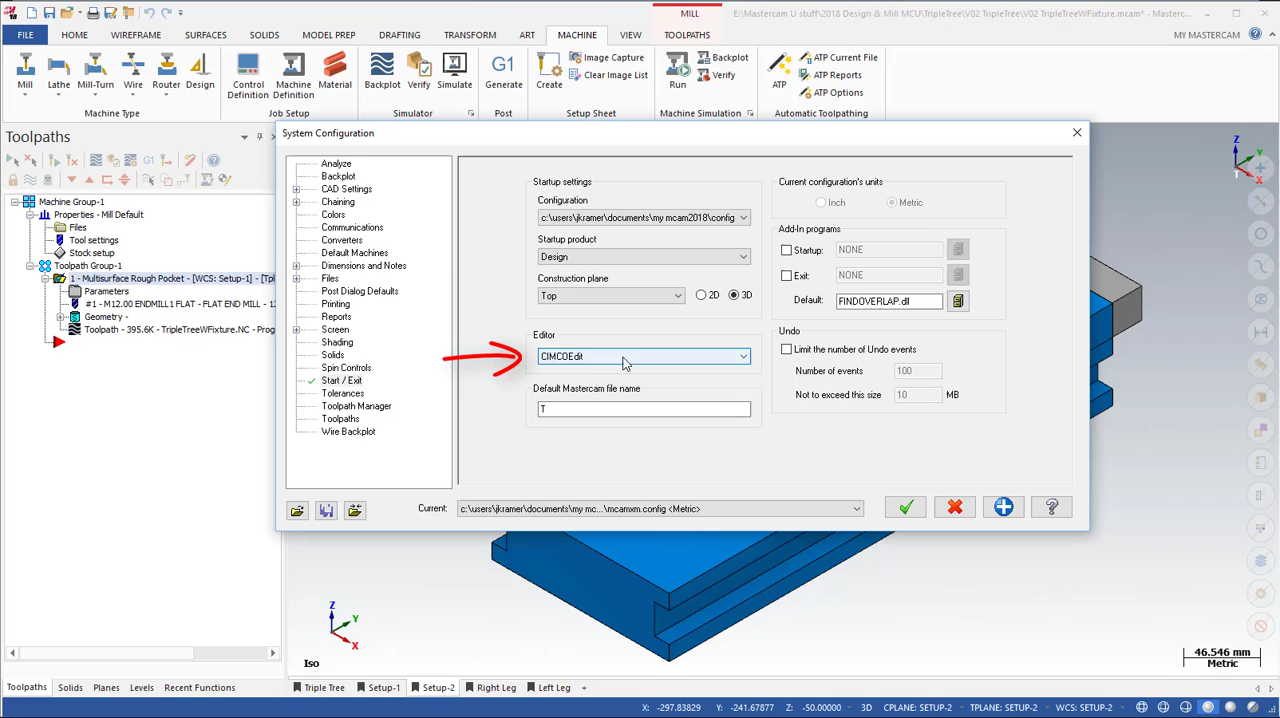 MILL
E:\Mastercam U stuff\2018 Design & Mill MCU\TripleTree\V02 TripleTree\V02 TripleTreeWFixture.mcam* - Masterc
FILE HOME WIREFRAME SURFACES SOLIDS MODEL PREP DRAFTING TRANSFORM ART MACHINE VIEW TOOLPATHS MY MASTERCAM
Mill Lathe Mill-Turn Wire Router Design
Machine Type
Control Definition Machine Definition Material
Job Setup
Backplot Verify Simulate
Simulator
G1
Generate
Post
Create Image Capture
Clear Image List
Setup Sheet
Run Backplot
Verify
Machine Simulation
ATP ATP Current File
ATP Reports
ATP Options
Automatic Toolpathing
Toolpaths
G1
Machine Group-1
Properties - Mill Default
Files
Tool settings
Stock setup
Toolpath Group-1
1 - Multisurface Rough Pocket - [WCS: Setup-1] - [Tpl
Parameters
#1 - M12.00 ENDMILL1 FLAT - FLAT END MILL - 12
Geometry -
Toolpath - 395.6K - TripleTreeWFixture.NC - Prog
System Configuration
Analyze
Backplot
CAD Settings
Chaining
Colors
Communications
Converters
Default Machines
Dimensions and Notes
Files
Post Dialog Defaults
Printing
Reports
Screen
Shading
Solids
Spin Controls
Start / Exit
Tolerances
Toolpath Manager
Toolpaths
Wire Backplot
Startup settings
Configuration
c:\users\jkramer\documents\my mcam2018\config
Startup product
Design
Construction plane
Top 2D 3D
Editor
CIMCOEdit
Default Mastercam file name
T
Current configuration's units
Inch Metric
Add-In programs
Startup: NONE
Exit: NONE
Default: FINDOVERLAP.dll
Undo
Limit the number of Undo events
Number of events 100
Not to exceed this size 10 MB
Current: c:\users\jkramer\documents\my mc...\mcamxm.config <Metric>
Z
Y
X
Z
Y
X
Iso
46.546 mm
Metric
Toolpaths Solids Planes Levels Recent Functions
Triple Tree Setup-1 Setup-2 Right Leg Left Leg +
X: -297.83829 Y: -241.67877 Z: -50.00000 3D CPLANE: SETUP-2 TPLANE: SETUP-2 WCS: SETUP-2